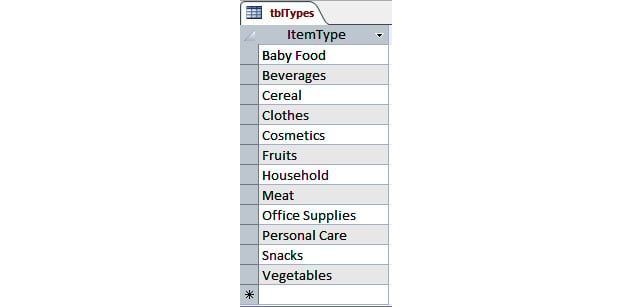 tblTypes
ItemType
Baby Food
Beverages
Cereal
Clothes
Cosmetics
Fruits
Household
Meat
Office Supplies
Personal Care
Snacks
Vegetables